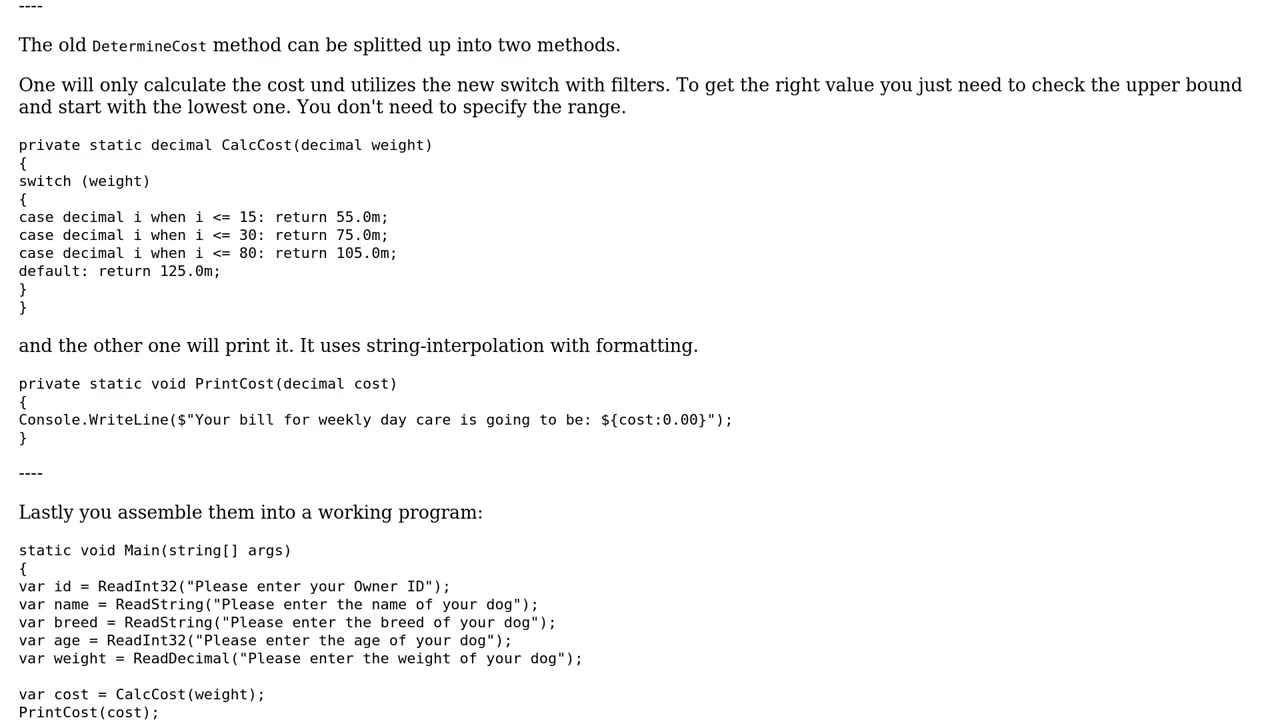 ----
The old DetermineCost method can be splitted up into two methods.
One will only calculate the cost und utilizes the new switch with filters. To get the right value you just need to check the upper bound
and start with the lowest one. You don't need to specify the range.
private static decimal CalcCost(decimal weight)
{
switch (weight)
{
case decimal i when i <= 15: return 55.0m;
case decimal i when i <= 30: return 75.0m;
case decimal i when i <= 80: return 105.0m;
default: return 125.0m;
}
}
and the other one will print it. It uses string-interpolation with formatting.
private static void PrintCost(decimal cost)
{
Console.WriteLine($"Your bill for weekly day care is going to be: ${cost:0.00}");
}
----
Lastly you assemble them into a working program:
static void Main(string[] args)
{
var id = ReadInt32("Please enter your Owner ID");
var name = ReadString("Please enter the name of your dog");
var breed = ReadString("Please enter the breed of your dog");
var age = ReadInt32("Please enter the age of your dog");
var weight = ReadDecimal("Please enter the weight of your dog");
var cost = CalcCost(weight);
PrintCost(cost);